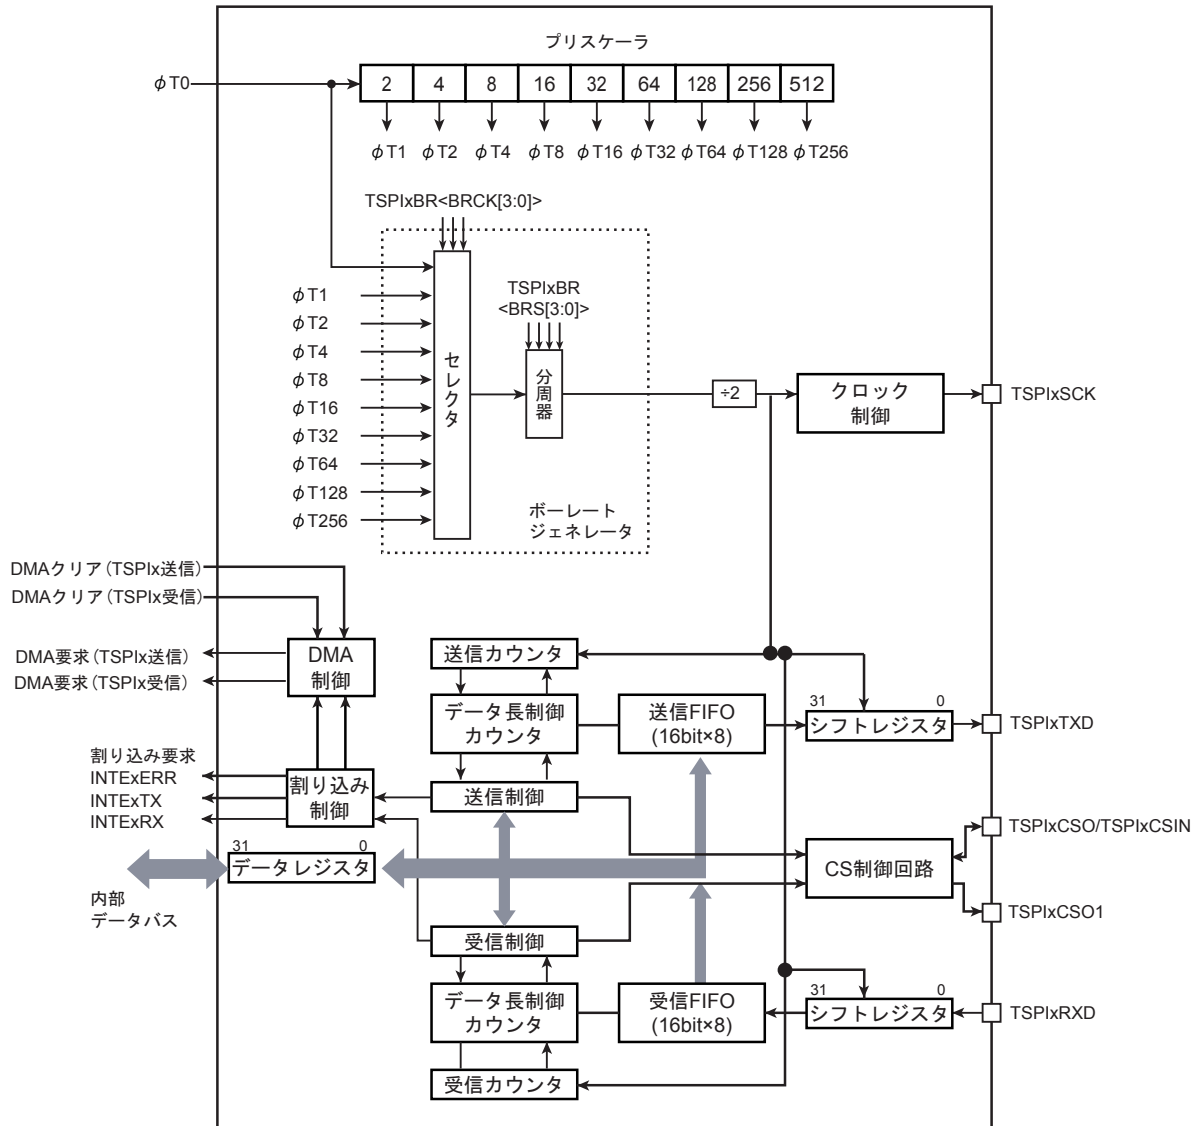 プリスケーラ
φT0
2 4 8 16 32 64 128 256 512
φT1 φT2 φT4 φT8 φT16 φT32 φT64 φT128 φT256
TSPIxBR<BRCK[3:0]>
φT1
φT2
φT4
φT8
φT16
φT32
φT64
φT128
φT256
セレクタ
TSPIxBR
<BRS[3:0]>
分周器
÷2
クロック
制御
TSPIxSCK
ボーレート
ジェネレータ
DMAクリア(TSPIx送信)
DMAクリア(TSPIx受信)
DMA要求(TSPIx送信)
DMA要求(TSPIx受信)
DMA
制御
送信カウンタ
データ長制御
カウンタ
送信FIFO
(16bit×8)
31 0
シフトレジスタ
TSPIxTXD
割り込み要求
INTExERR
INTExTX
INTExRX
割り込み
制御
送信制御
31 0
データレジスタ
内部
データバス
CS制御回路
TSPIxCSO/TSPIxCSIN
TSPIxCSO1
受信制御
データ長制御
カウンタ
受信FIFO
(16bit×8)
31 0
シフトレジスタ
TSPIxRXD
受信カウンタ